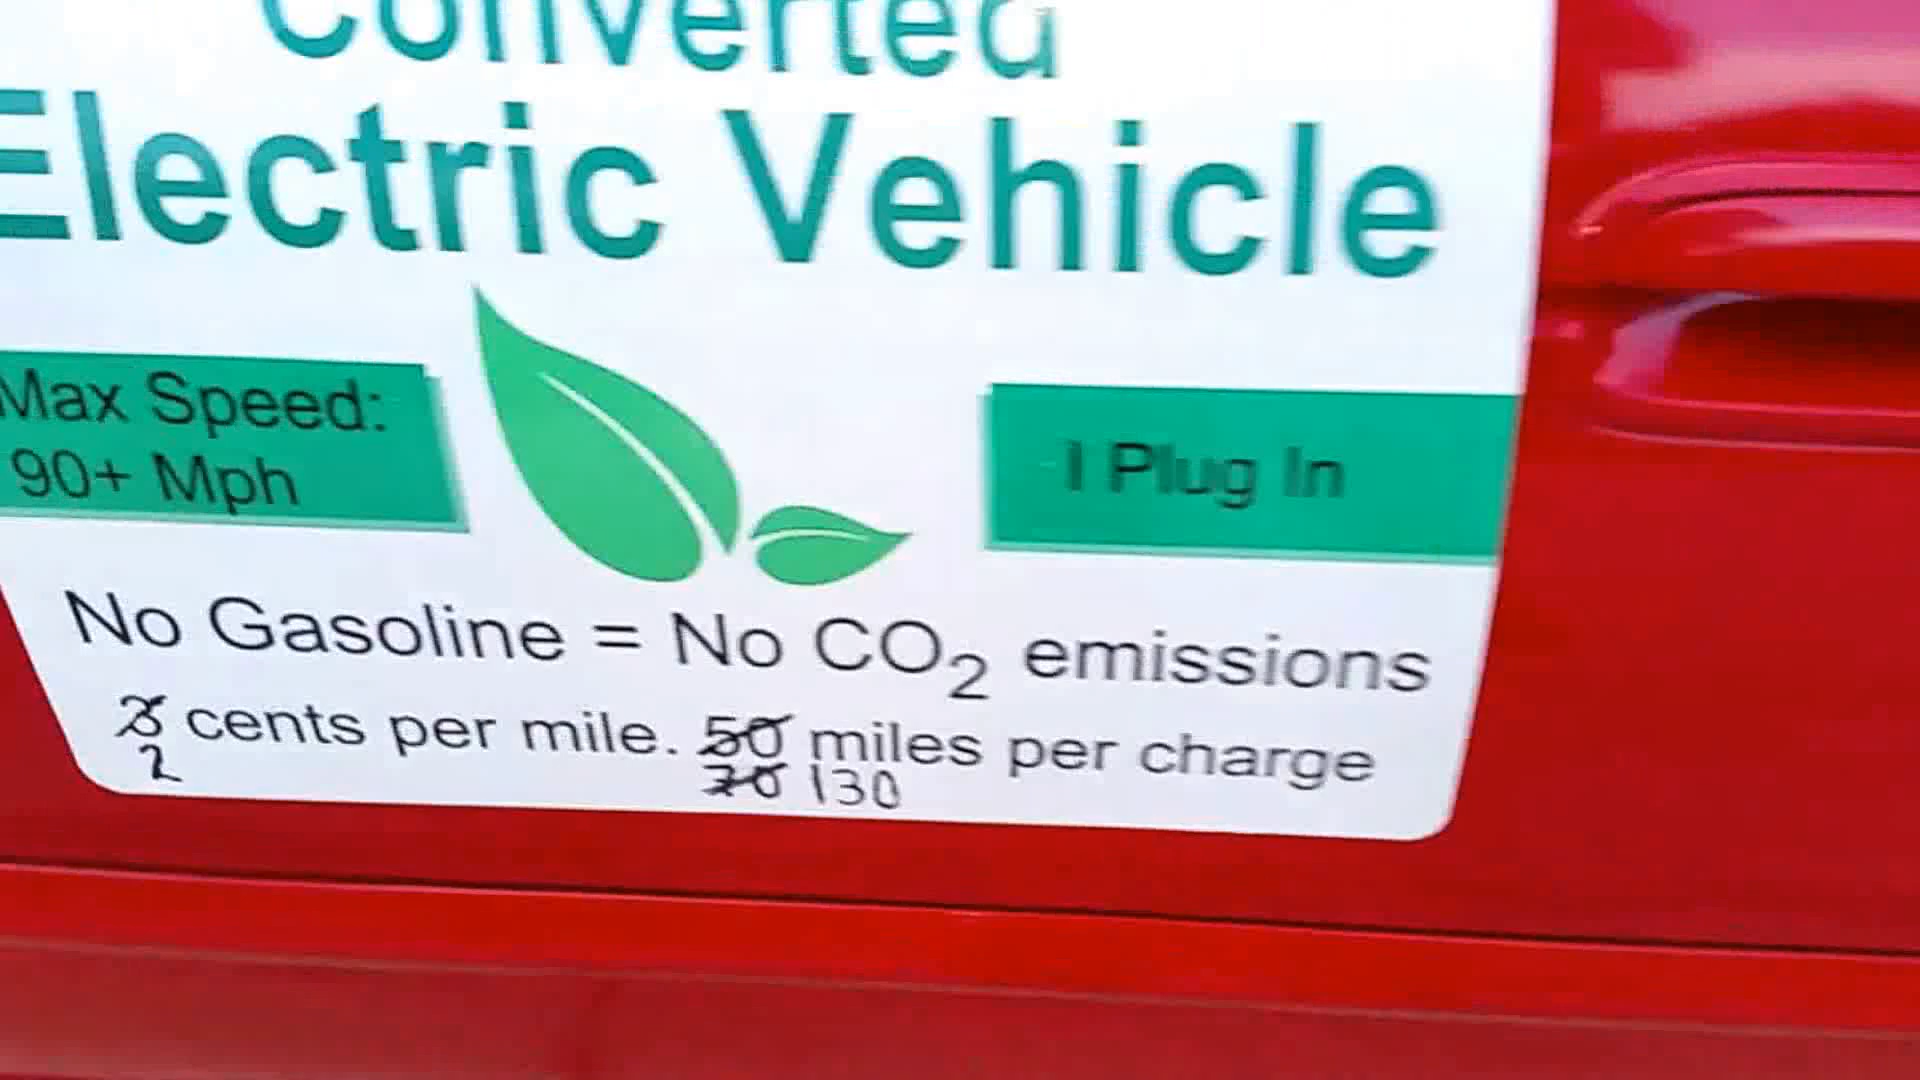 Converted
Electric Vehicle
Max Speed:
90+ Mph
I Plug In
No Gasoline = No CO₂ emissions
cents per mile. 50 miles per charge
2
70 130